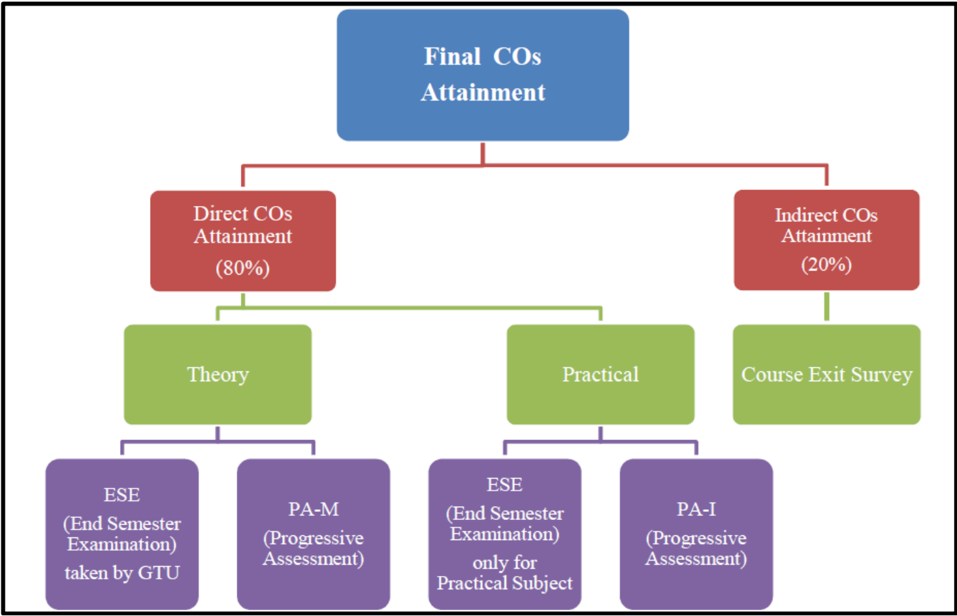 Final COs
Attainment
Direct COs
Attainment
(80%)
Indirect COs
Attainment
(20%)
Theory
Practical
Course Exit Survey
ESE
(End Semester
Examination)
taken by GTU
PA-M
(Progressive
Assessment)
ESE
(End Semester
Examination)
only for
Practical Subject
PA-I
(Progressive
Assessment)